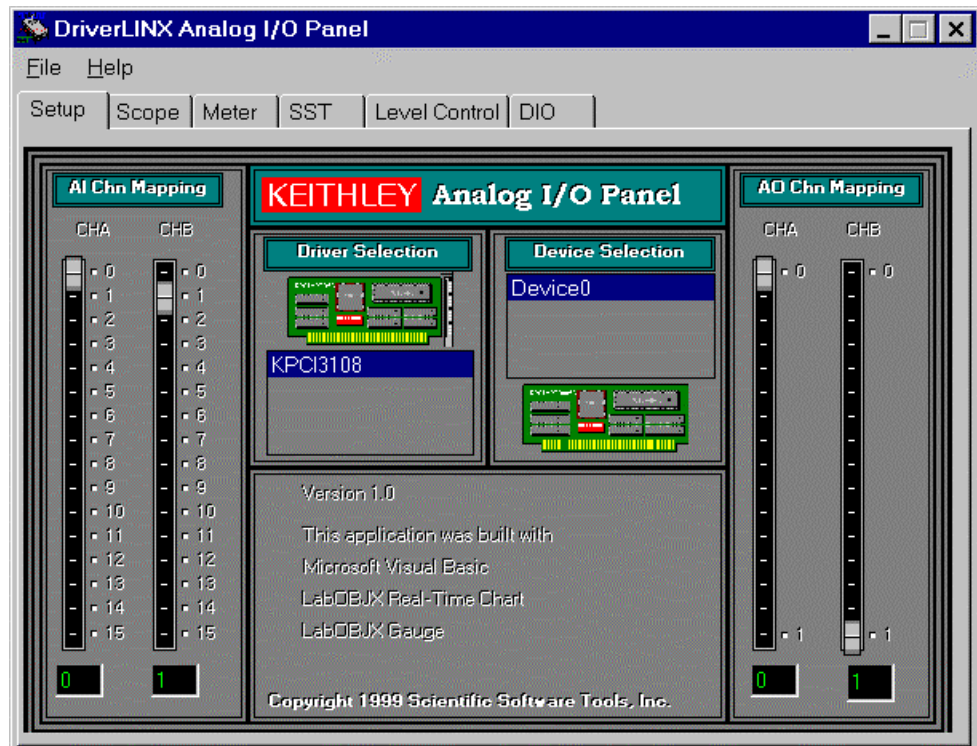 DriverLINX Analog I/O Panel
File Help
Setup Scope Meter SST Level Control DIO
AI Chn Mapping
CHA CHB
0 0
1 1
2 2
3 3
4 4
5 5
6 6
7 7
8 8
9 9
10 10
11 11
12 12
13 13
14 14
15 15
0 1
KEITHLEY Analog I/O Panel
Driver Selection
KPCI3108
Device Selection
Device0
Version 1.0
This application was built with
Microsoft Visual Basic
LabOBJX Real-Time Chart
LabOBJX Gauge
Copyright 1999 Scientific Software Tools, Inc.
AO Chn Mapping
CHA CHB
0 0
1 1
0 1